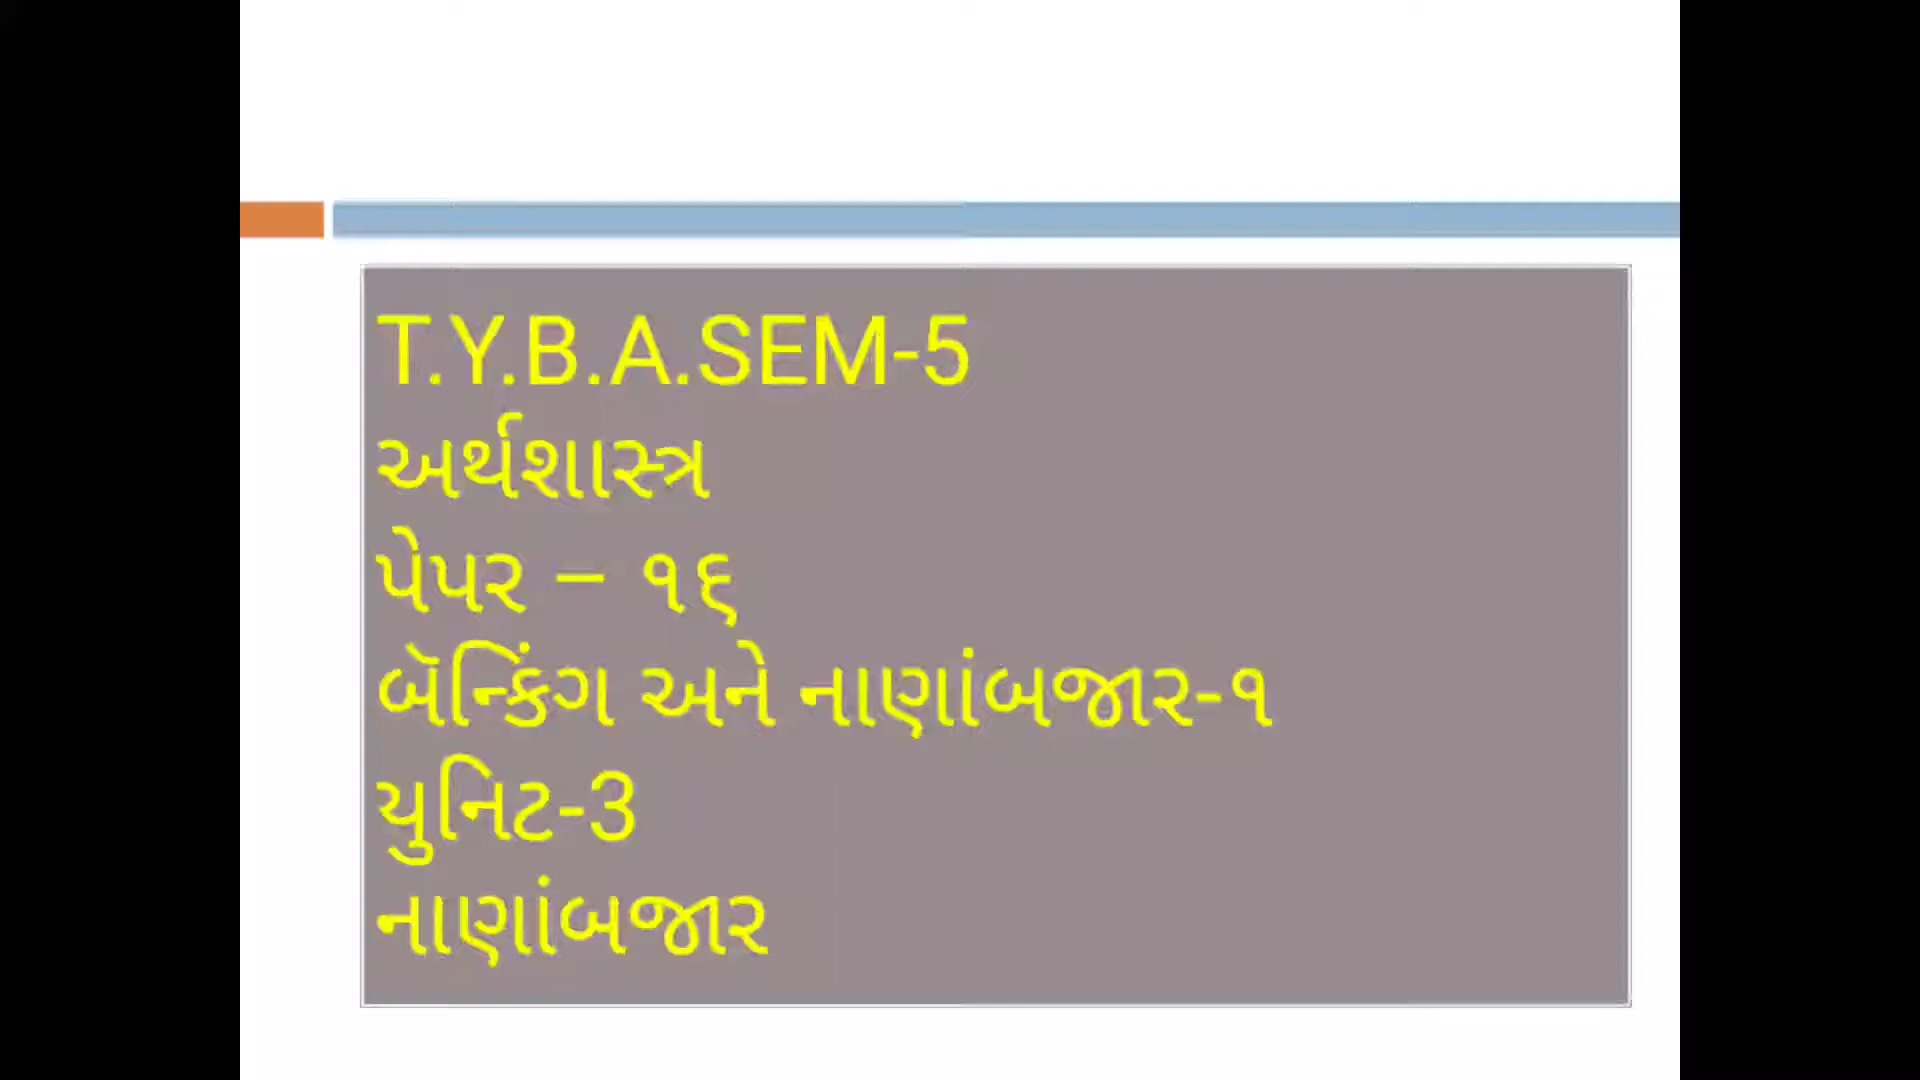 T.Y.B.A.SEM-5
અર્થશાસ્ત્ર
પેપર – ૧૬
બૅન્કિંગ અને નાણાંબજાર-૧
યુનિટ-3
નાણાંબજાર